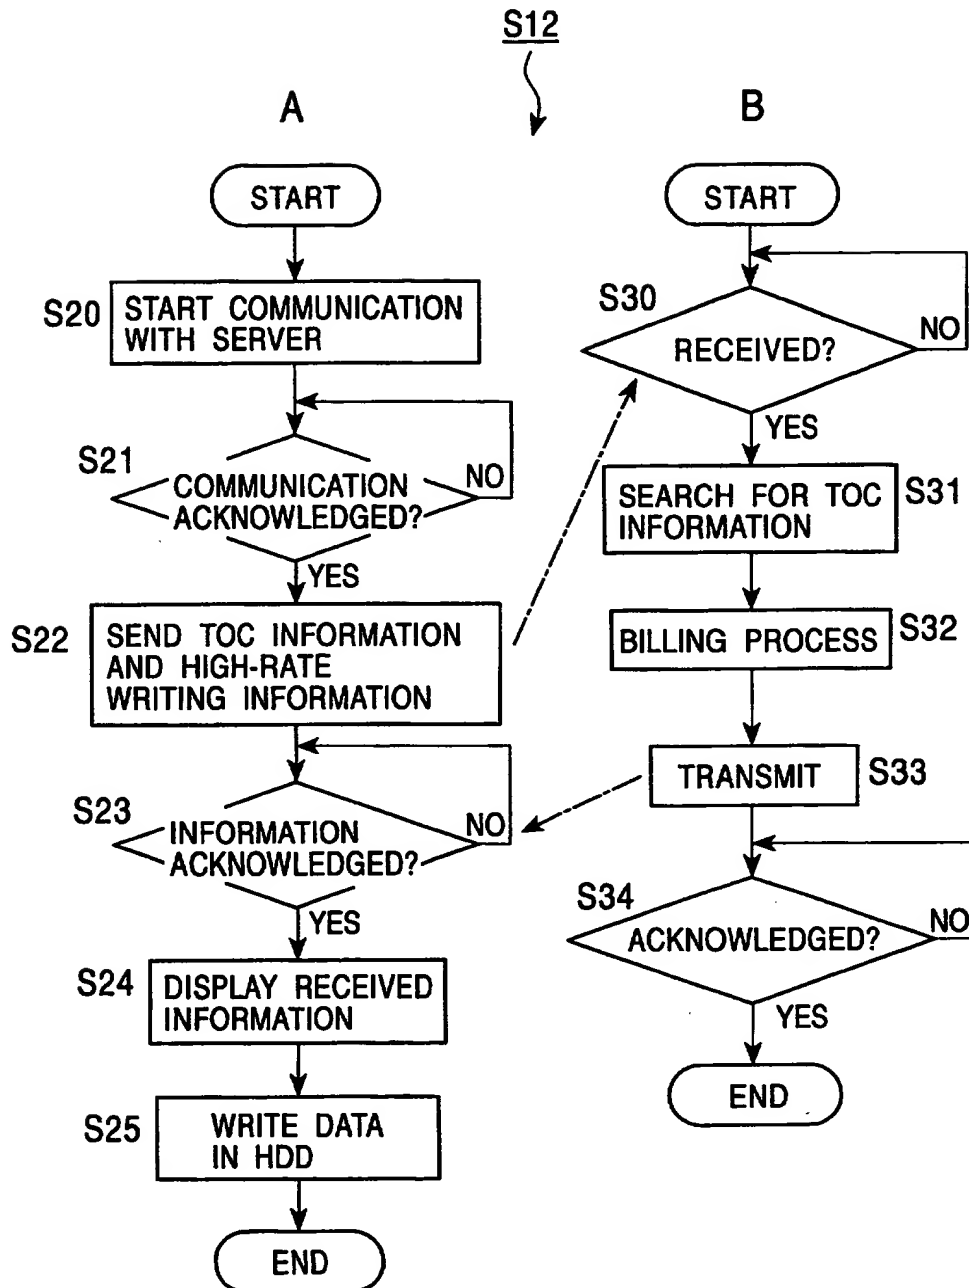 S12
A
START
S20
START COMMUNICATION
WITH SERVER
S21
COMMUNICATION
ACKNOWLEDGED?
NO
YES
S22
SEND TOC INFORMATION
AND HIGH-RATE
WRITING INFORMATION
S23
INFORMATION
ACKNOWLEDGED?
NO
YES
S24
DISPLAY RECEIVED
INFORMATION
S25
WRITE DATA
IN HDD
END
B
START
S30
RECEIVED?
NO
YES
SEARCH FOR TOC
INFORMATION
S31
BILLING PROCESS
S32
TRANSMIT
S33
S34
ACKNOWLEDGED?
NO
YES
END